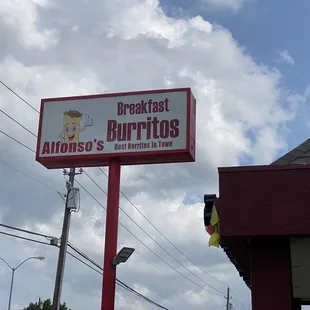 Breakfast
Burritos
Alfonso's
Best Burritos In Town